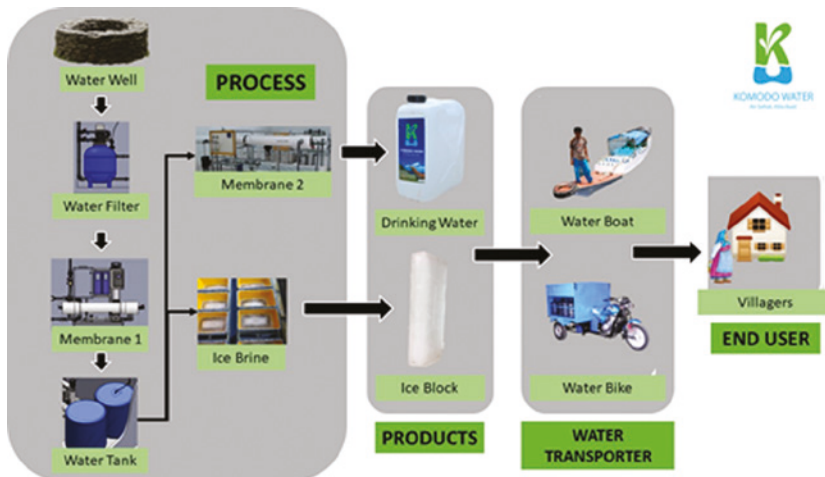 Water Well
PROCESS
Water Filter
Membrane 1
Water Tank
Membrane 2
Ice Brine
Drinking Water
Ice Block
PRODUCTS
Water Boat
Water Bike
WATER
TRANSPORTER
KOMODO WATER
Villagers
END USER